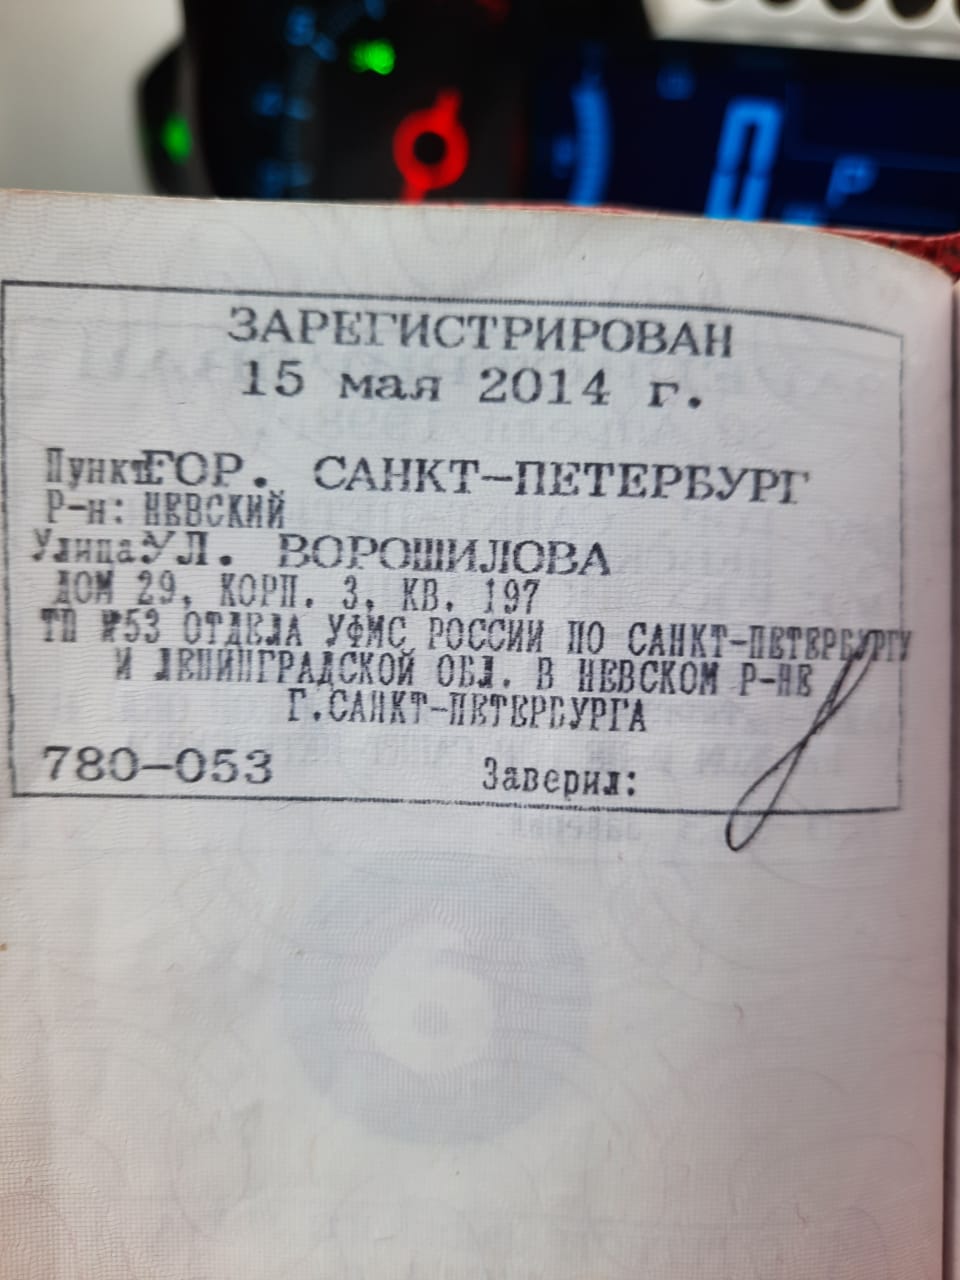 0
P
ЗАРЕГИСТРИРОВАН
15 мая 2014 г.
Пункт: ГОР. САНКТ-ПЕТЕРБУРГ
Р-н: НЕВСКИЙ
Улица: УЛ. ВОРОШИЛОВА
ДОМ 29, КОРП. 3, КВ. 197
ТП №53 ОТДЕЛА УФМС РОССИИ ПО САНКТ-ПЕТЕРБУРГУ
И ЛЕНИНГРАДСКОЙ ОБЛ. В НЕВСКОМ Р-НЕ
Г.САНКТ-ПЕТЕРБУРГА
780-053 Заверил: